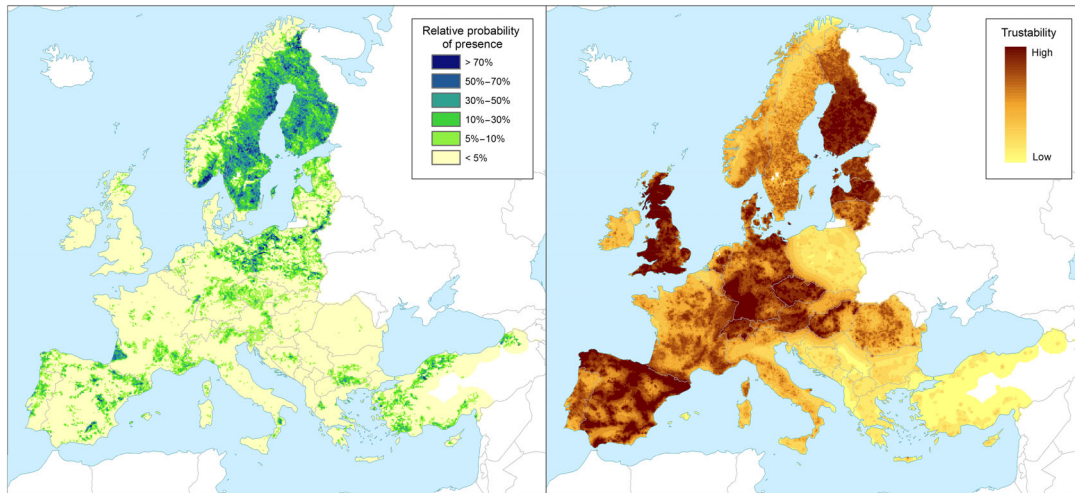 Relative probability
of presence
> 70%
50%–70%
30%–50%
10%–30%
5%–10%
< 5%
Trustability
High
Low